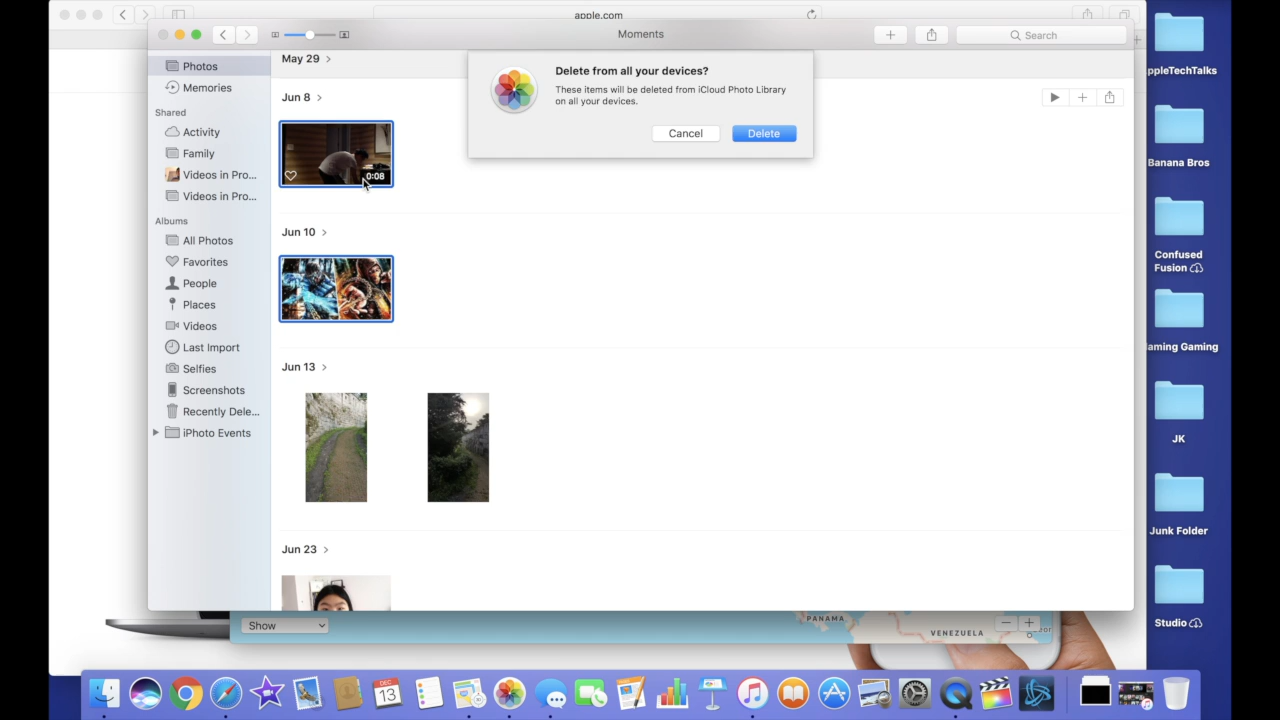 apple.com
Moments
Search
Photos
Memories
Shared
Activity
Family
Videos in Pro...
Videos in Pro...
Albums
All Photos
Favorites
People
Places
Videos
Last Import
Selfies
Screenshots
Recently Dele...
iPhoto Events
May 29
Jun 8
0:08
Jun 10
Jun 13
Jun 23
Delete from all your devices?
These items will be deleted from iCloud Photo Library
on all your devices.
Cancel
Delete
ppleTechTalks
Banana Bros
Confused
Fusion
aming Gaming
JK
Junk Folder
Studio
Show
PANAMA
VENEZUELA
DEC
13